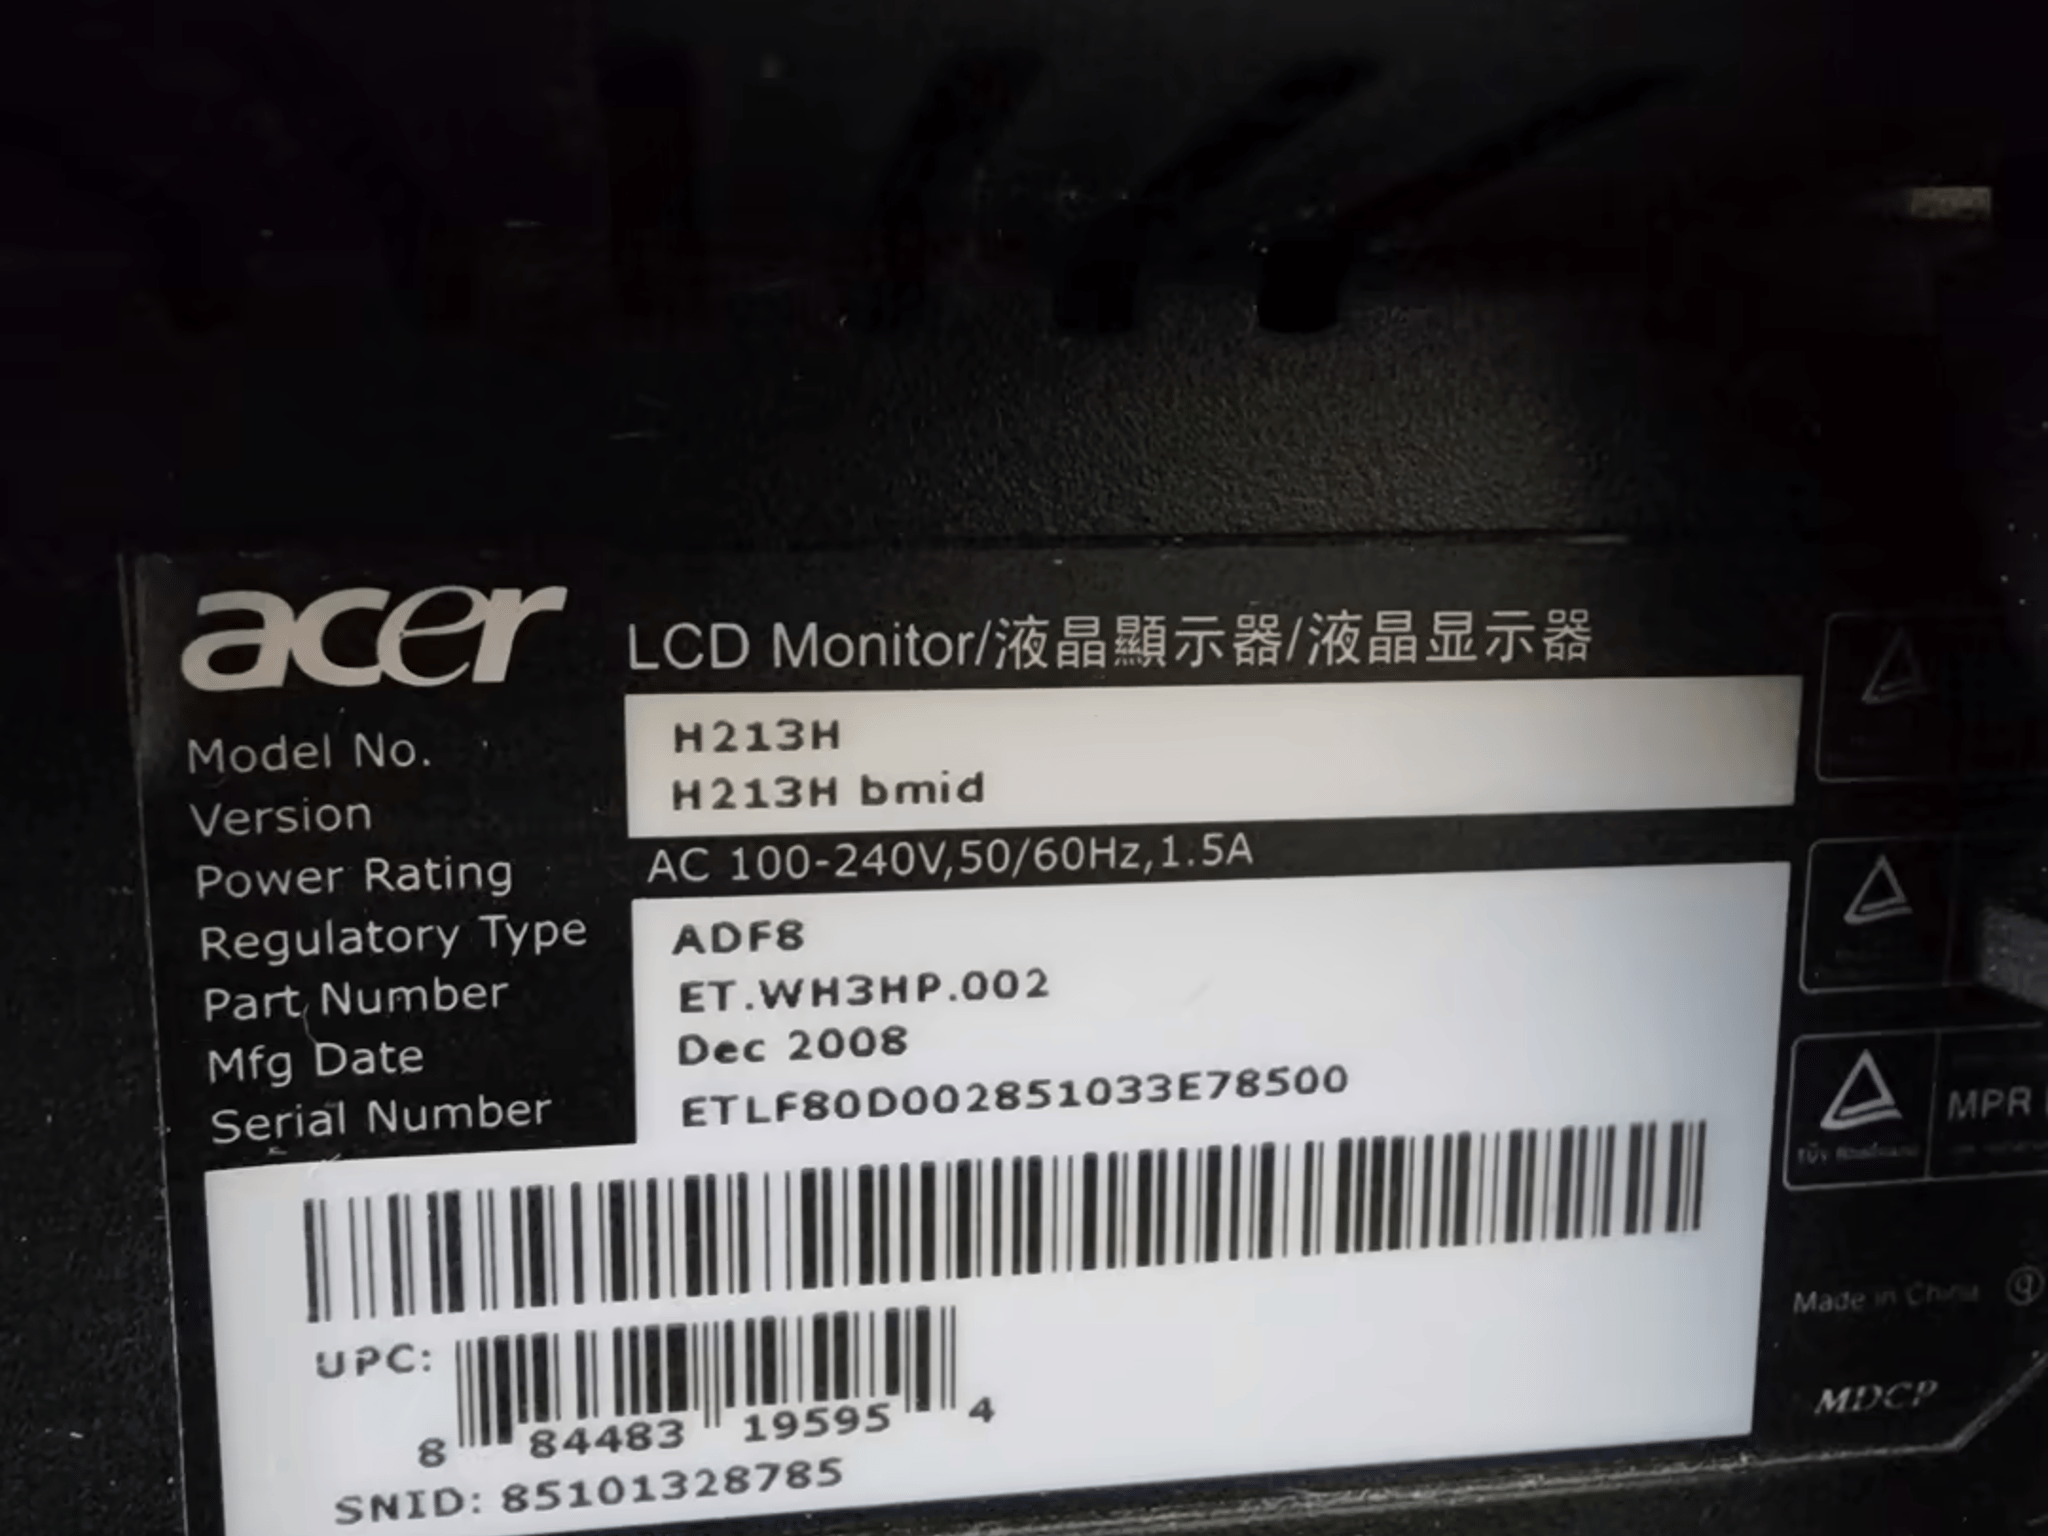 acer LCD Monitor/液晶顯示器/液晶显示器
Model No. H213H
Version H213H bmid
Power Rating AC 100-240V,50/60Hz,1.5A
Regulatory Type ADF8
Part Number ET.WH3HP.002
Mfg Date Dec 2008
Serial Number ETLF80D002851033E78500
UPC: 8 84483 19595 4
SNID: 85101328785
MPR
Made in China
MDCP